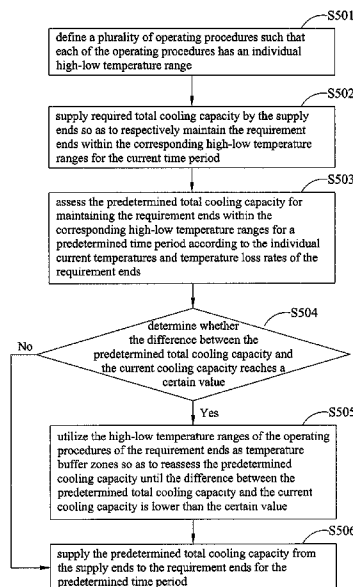 S501
define a plurality of operating procedures such that
each of the operating procedures has an individual
high-low temperature range
S502
supply required total cooling capacity by the supply
ends so as to respectively maintain the requirement
ends within the corresponding high-low temperature
ranges for the current time period
S503
assess the predetermined total cooling capacity for
maintaining the requirement ends within the
corresponding high-low temperature ranges for a
predetermined time period according to the individual
current temperatures and temperature loss rates of the
requirement ends
S504
No
determine whether
the difference between the
predetermined total cooling capacity and
the current cooling capacity reaches a
certain value
Yes
S505
utilize the high-low temperature ranges of the operating
procedures of the requirement ends as temperature
buffer zones so as to reassess the predetermined
cooling capacity until the difference between the
predetermined total cooling capacity and the current
cooling capacity is lower than the certain value
S506
supply the predetermined total cooling capacity from
the supply ends to the requirement ends for the
predetermined time period